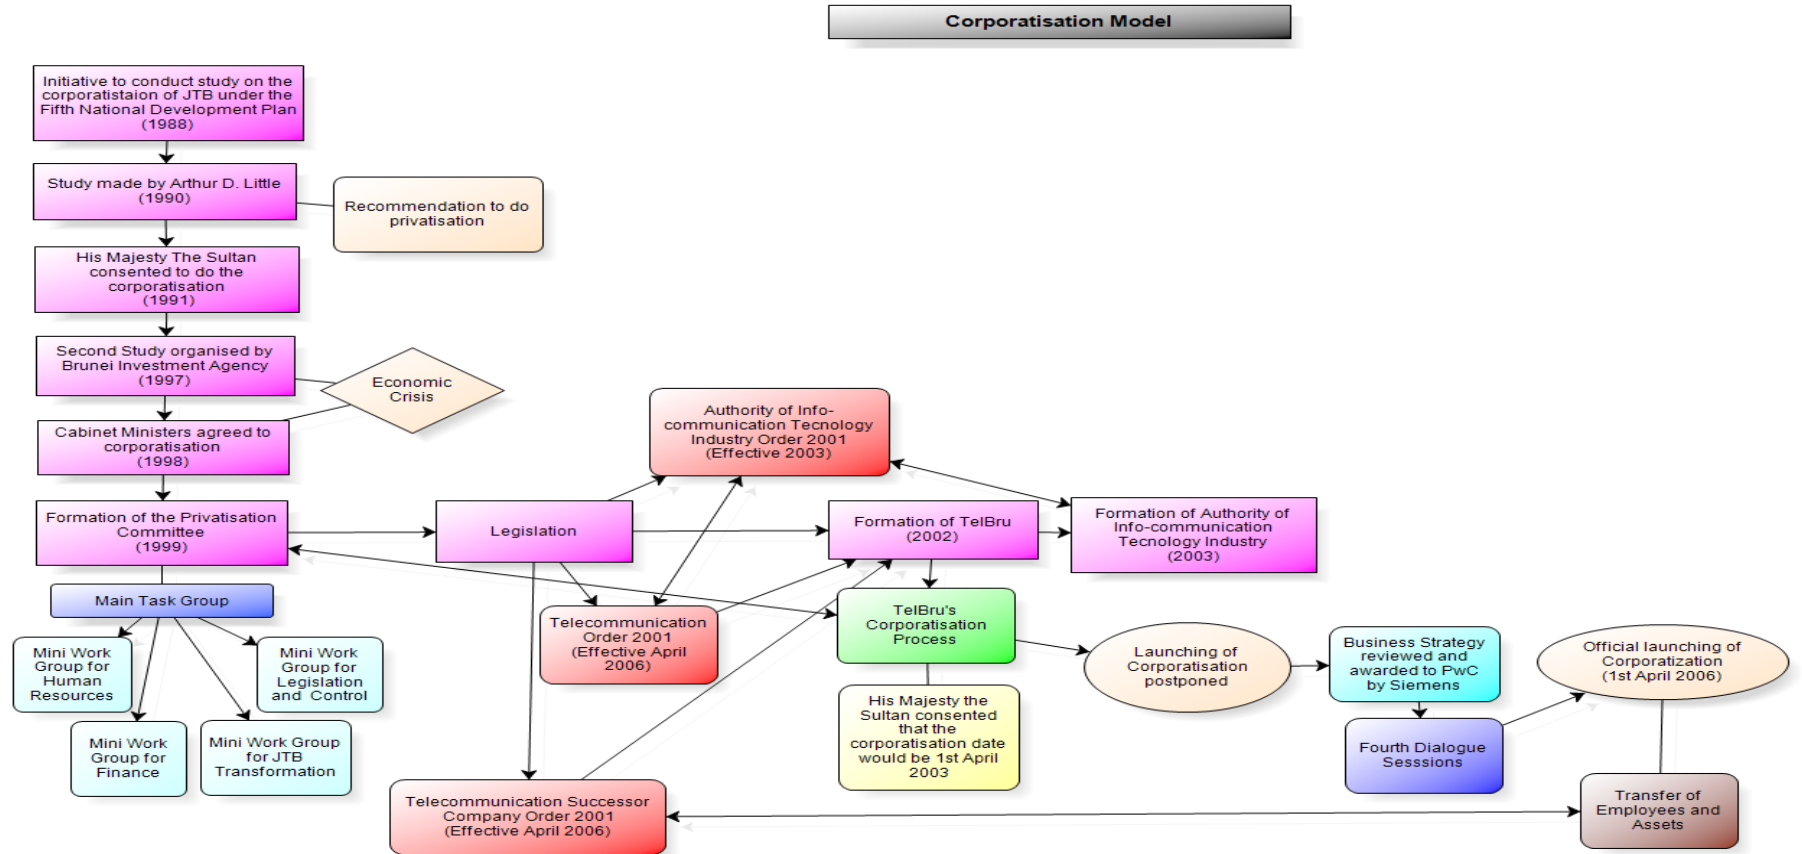 Corporatisation Model
Initiative to conduct study on the
corporatistaion of JTB under the
Fifth National Development Plan
(1988)
Study made by Arthur D. Little
(1990)
Recommendation to do
privatisation
His Majesty The Sultan
consented to do the
corporatisation
(1991)
Second Study organised by
Brunei Investment Agency
(1997)
Economic
Crisis
Cabinet Ministers agreed to
corporatisation
(1998)
Authority of Info-
communication Tecnology
Industry Order 2001
(Effective 2003)
Formation of the Privatisation
Committee
(1999)
Legislation
Formation of TelBru
(2002)
Formation of Authority of
Info-communication
Tecnology Industry
(2003)
Main Task Group
Mini Work
Group for
Human
Resources
Mini Work
Group for
Legislation
and Control
Mini Work
Group for
Finance
Mini Work Group
for JTB
Transformation
Telecommunication
Order 2001
(Effective April
2006)
TelBru's
Corporatisation
Process
His Majesty the
Sultan consented
that the
corporatisation date
would be 1st April
2003
Launching of
Corporatisation
postponed
Business Strategy
reviewed and
awarded to PwC
by Siemens
Official launching of
Corporatization
(1st April 2006)
Fourth Dialogue
Sesssions
Telecommunication Successor
Company Order 2001
(Effective April 2006)
Transfer of
Employees and
Assets